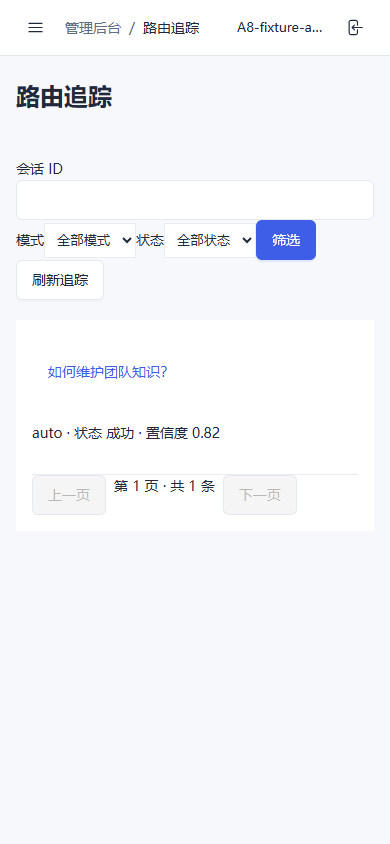 管理后台 / 路由追踪 A8-fixture-a...
路由追踪
会话 ID
模式 全部模式 状态 全部状态 筛选
刷新追踪
如何维护团队知识？
auto · 状态 成功 · 置信度 0.82
上一页 第 1 页 · 共 1 条 下一页